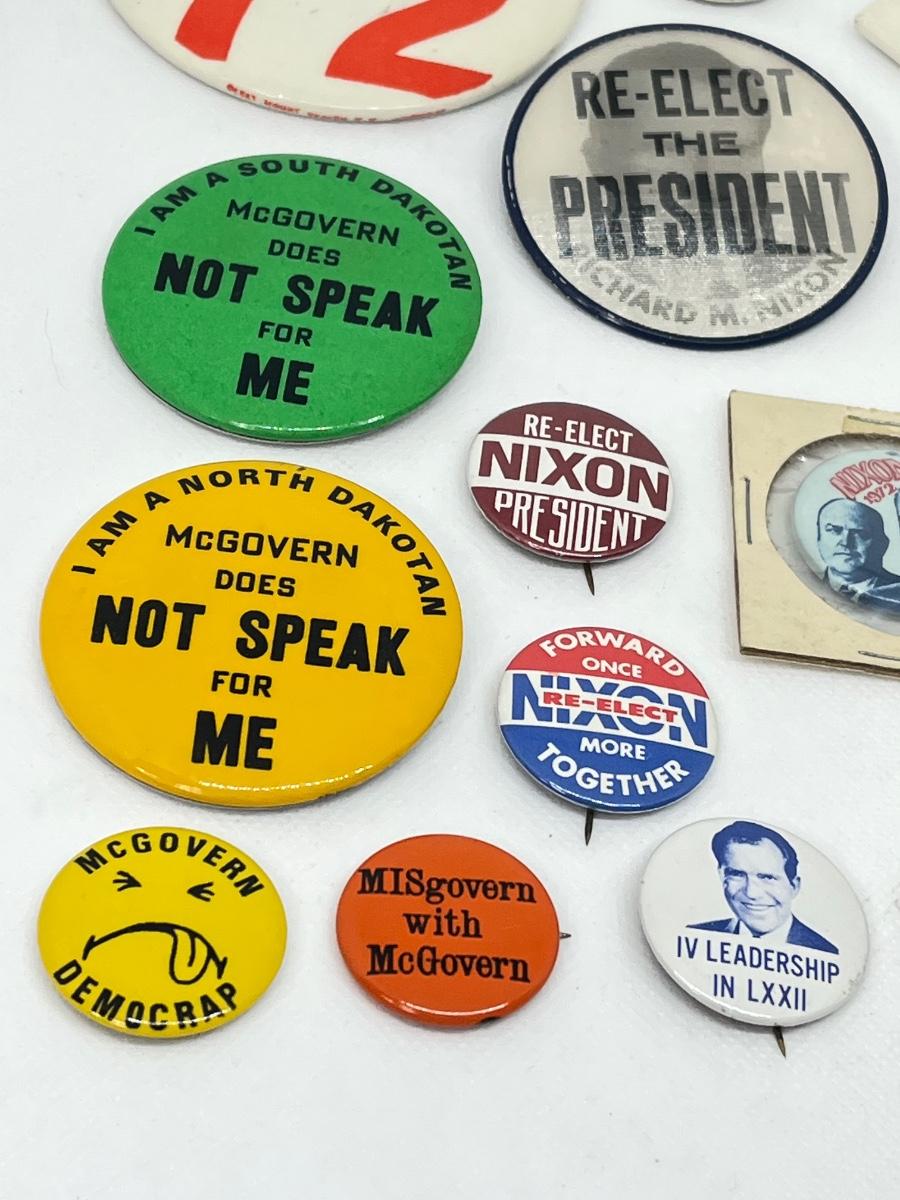 72
I AM A SOUTH DAKOTAN
McGOVERN
DOES
NOT SPEAK
FOR
ME
RE-ELECT
THE
PRESIDENT
RICHARD M. NIXON
RE-ELECT
NIXON
PRESIDENT
NIXON
1972
I AM A NORTH DAKOTAN
McGOVERN
DOES
NOT SPEAK
FOR
ME
FORWARD
ONCE
NIXON
RE-ELECT
MORE
TOGETHER
McGOVERN
DEMOCRAP
MISgovern
with
McGovern
IV LEADERSHIP
IN LXXII